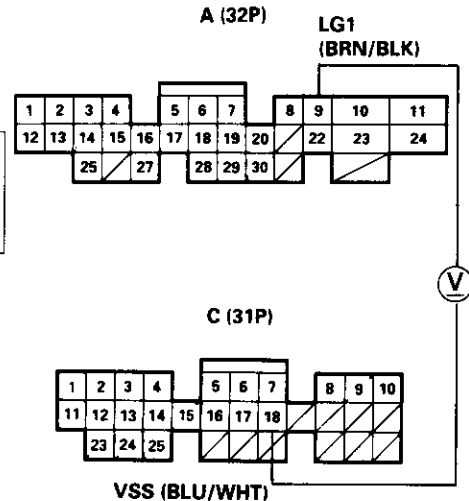 A (32P)
LG1
(BRN/BLK)
1 2 3 4 5 6 7 8 9 10 11
12 13 14 15 16 17 18 19 20 22 23 24
25 27 28 29 30
V
C (31P)
1 2 3 4 5 6 7 8 9 10
11 12 13 14 15 16 17 18
23 24 25
VSS (BLU/WHT)